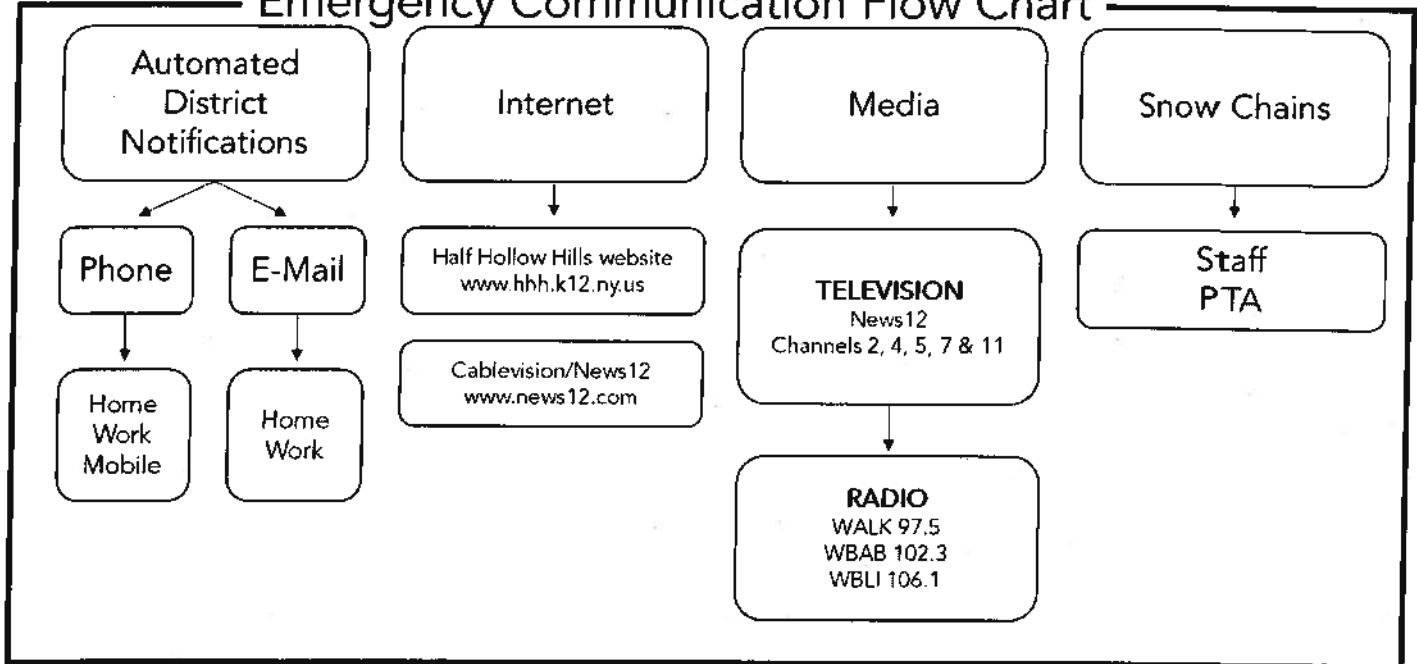 Emergency Communication Flow Chart
Automated
District
Notifications
Internet
Media
Snow Chains
Phone
E-Mail
Home
Work
Mobile
Home
Work
Half Hollow Hills website
www.hhh.k12.ny.us
Cablevision/News12
www.news12.com
TELEVISION
News12
Channels 2, 4, 5, 7 & 11
RADIO
WALK 97.5
WBAB 102.3
WBLI 106.1
Staff
PTA